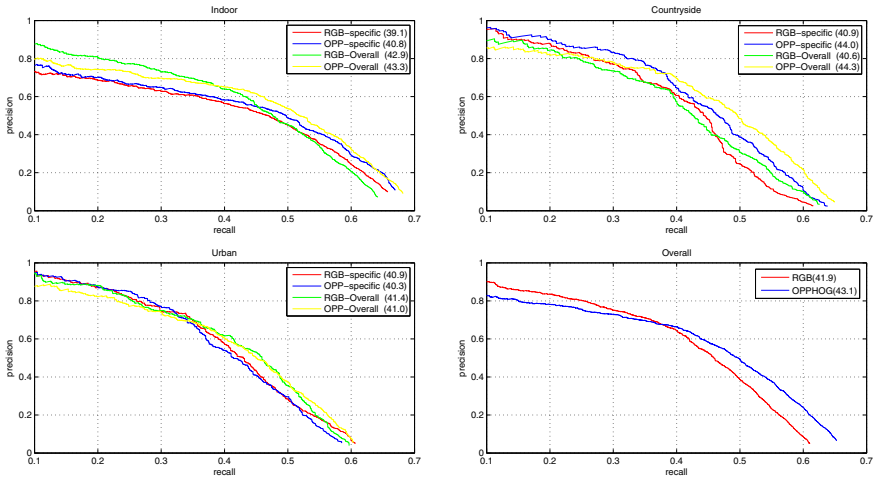 Indoor
1
0.8
0.6
0.4
0.2
0
precision
0.1 0.2 0.3 0.4 0.5 0.6 0.7
recall
RGB−specific (39.1)
OPP−specific (40.8)
RGB−Overall (42.9)
OPP−Overall (43.3)
Countryside
1
0.8
0.6
0.4
0.2
0
precision
0.1 0.2 0.3 0.4 0.5 0.6 0.7
recall
RGB−specific (40.9)
OPP−specific (44.0)
RGB−Overall (40.6)
OPP−Overall (44.3)
Urban
1
0.8
0.6
0.4
0.2
0
precision
0.1 0.2 0.3 0.4 0.5 0.6 0.7
recall
RGB−specific (40.9)
OPP−specific (40.3)
RGB−Overall (41.4)
OPP−Overall (41.0)
Overall
1
0.8
0.6
0.4
0.2
0
precision
0.1 0.2 0.3 0.4 0.5 0.6 0.7
recall
RGB(41.9)
OPPHOG(43.1)